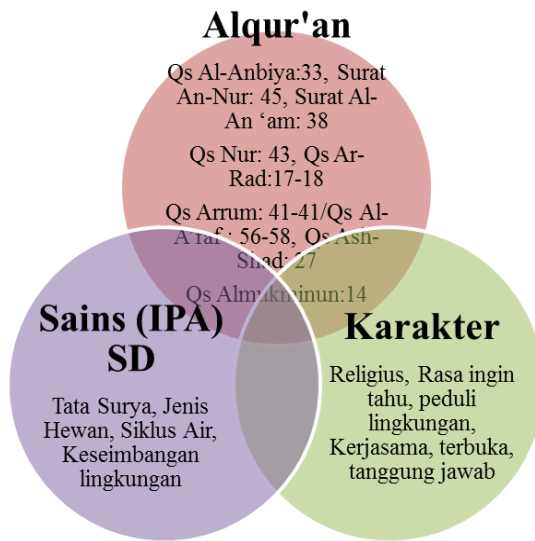 Alqur'an
Qs Al-Anbiya:33, Surat
An-Nur: 45, Surat Al-
An ‘am: 38
Qs Nur: 43, Qs Ar-
Rad:17-18
Qs Arrum: 41-41/Qs Al-
A'raf : 56-58, Qs Ash-
Shad: 27
Qs Almukminun:14
Sains (IPA)
SD
Tata Surya, Jenis
Hewan, Siklus Air,
Keseimbangan
lingkungan
Karakter
Religius, Rasa ingin
tahu, peduli
lingkungan,
Kerjasama, terbuka,
tanggung jawab